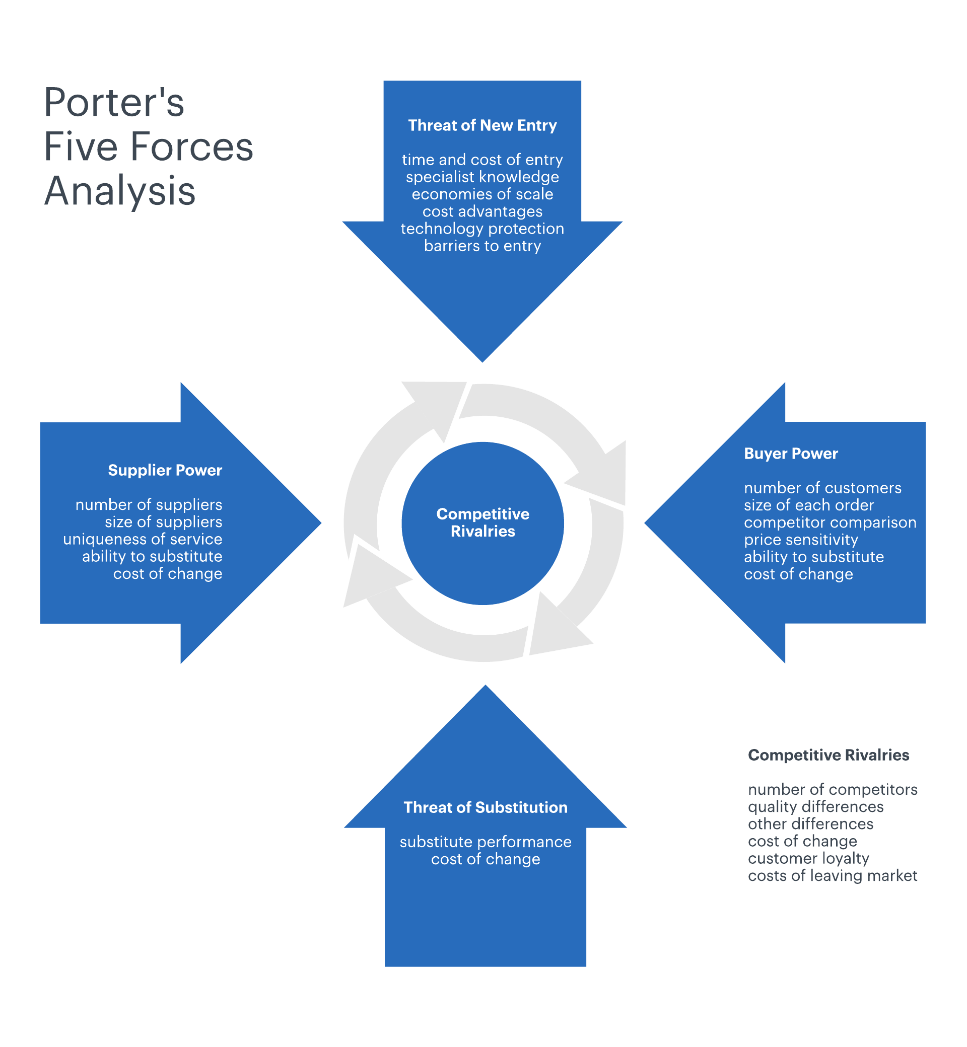 Porter's
Five Forces
Analysis
Threat of New Entry
time and cost of entry
specialist knowledge
economies of scale
cost advantages
technology protection
barriers to entry
Supplier Power
number of suppliers
size of suppliers
uniqueness of service
ability to substitute
cost of change
Competitive
Rivalries
Buyer Power
number of customers
size of each order
competitor comparison
price sensitivity
ability to substitute
cost of change
Threat of Substitution
substitute performance
cost of change
Competitive Rivalries
number of competitors
quality differences
other differences
cost of change
customer loyalty
costs of leaving market